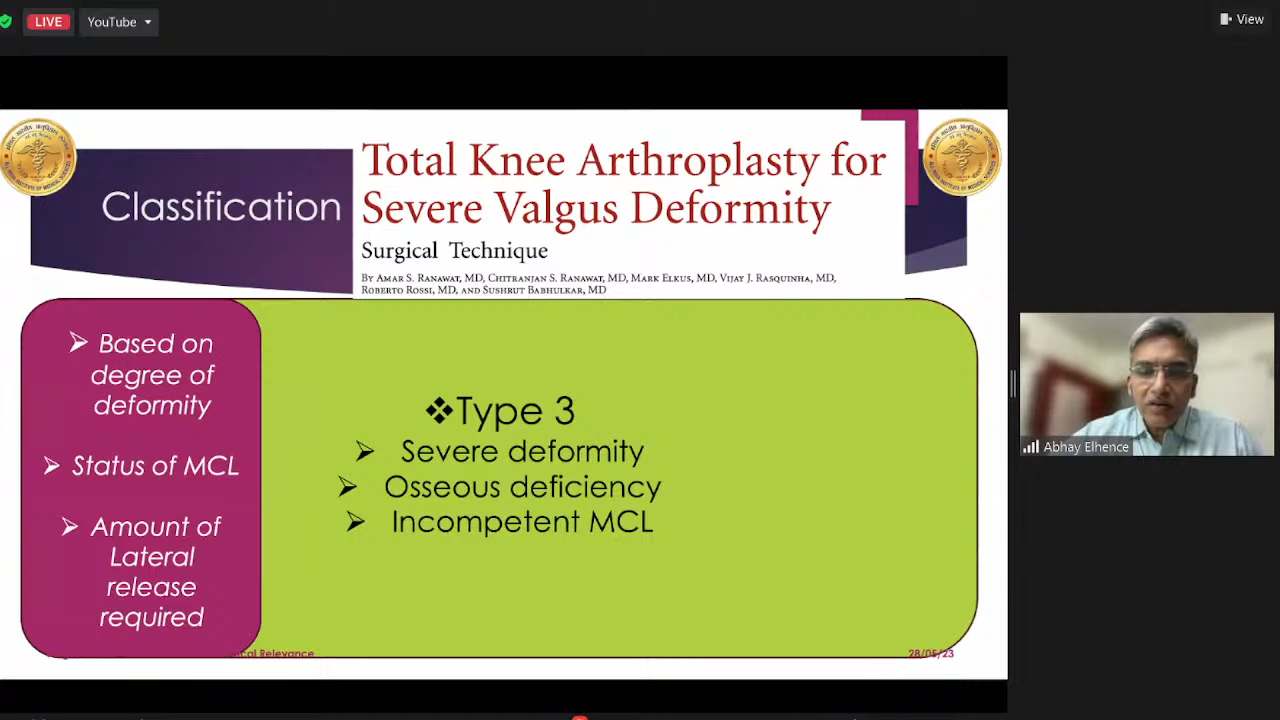 LIVE
YouTube
View
Classification
Total Knee Arthroplasty for
Severe Valgus Deformity
Surgical Technique
By Amar S. Ranawat, MD, Chitranjan S. Ranawat, MD, Mark Elkus, MD, Vijay J. Rasquinha, MD,
Roberto Rossi, MD, and Sushrut Babhulkar, MD
➢ Based on
degree of
deformity
➢ Status of MCL
➢ Amount of
Lateral
release
required
❖Type 3
➢ Severe deformity
➢ Osseous deficiency
➢ Incompetent MCL
Relevance
28/05/23
Abhay Elhence